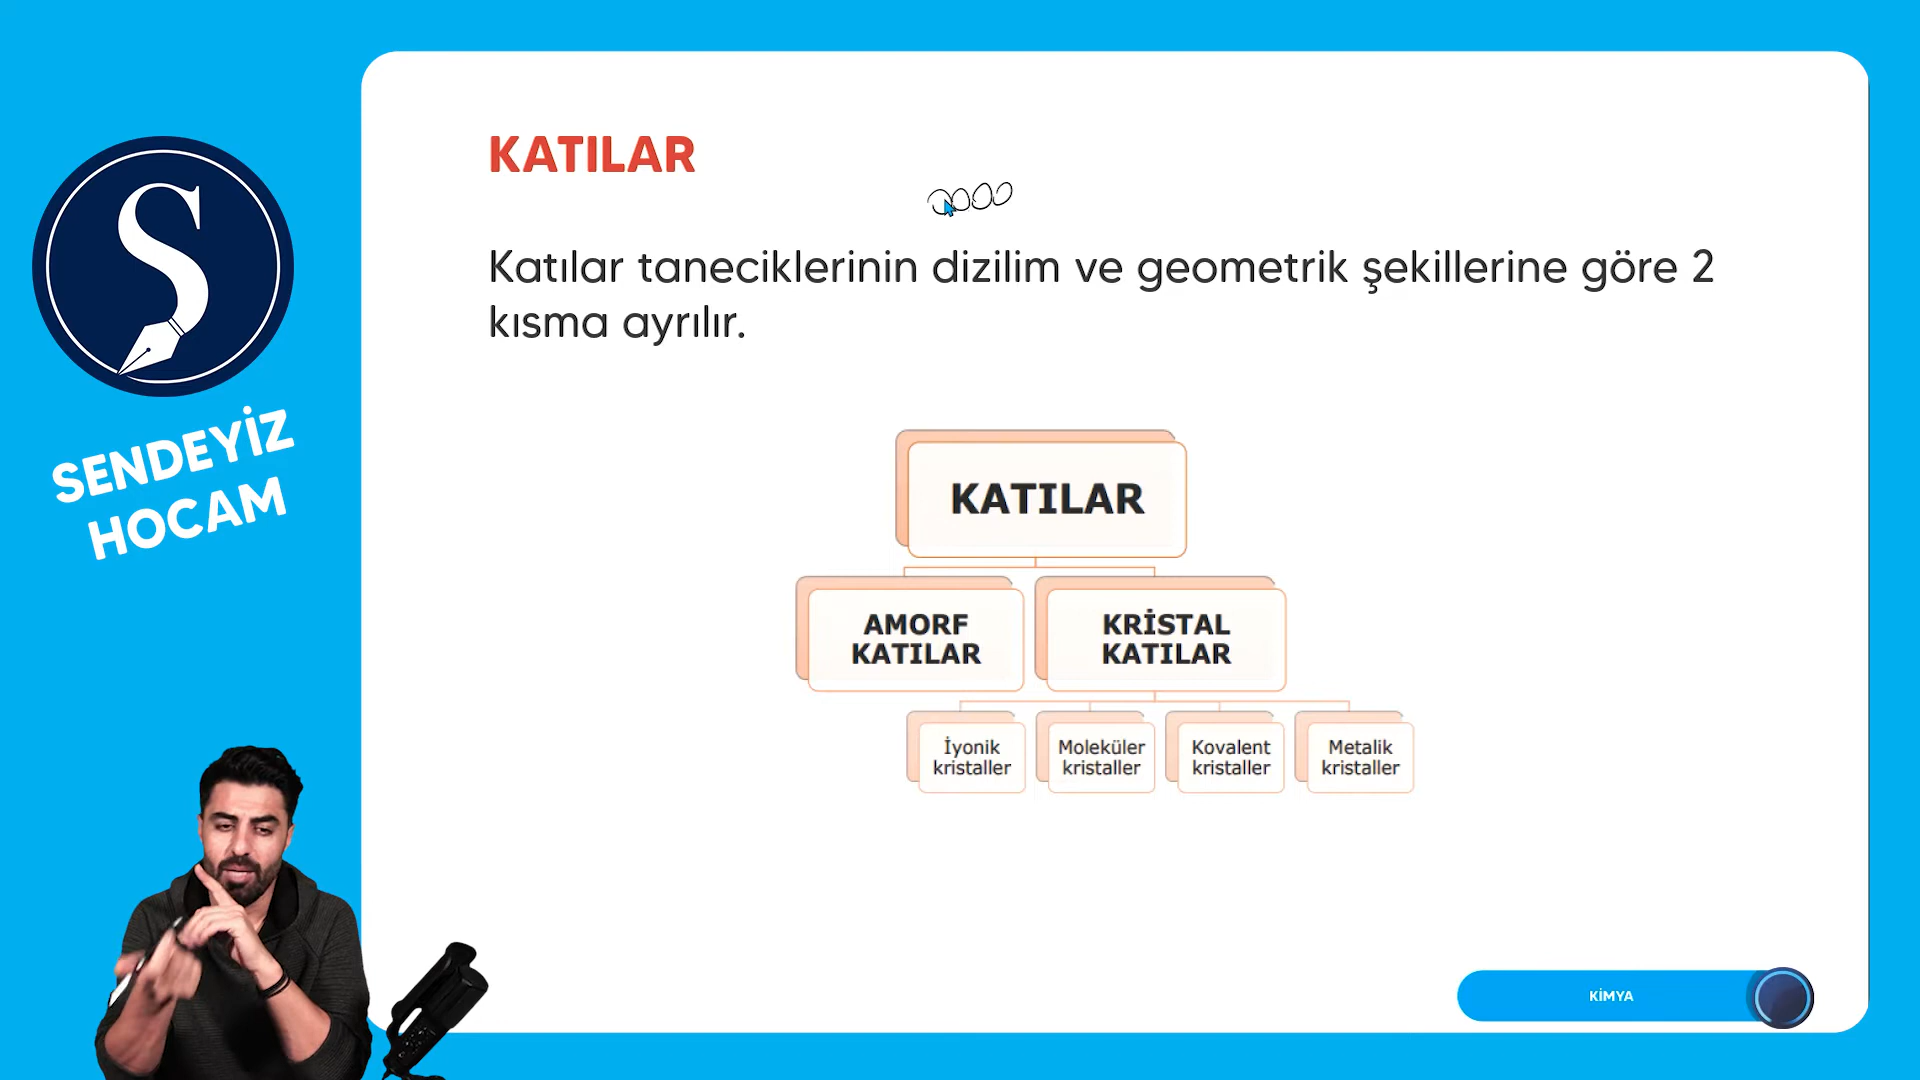 SENDEYİZ
HOCAM
KATILAR
Katılar taneciklerinin dizilim ve geometrik şekillerine göre 2
kısma ayrılır.
KATILAR
AMORF
KATILAR
KRİSTAL
KATILAR
İyonik
kristaller
Moleküler
kristaller
Kovalent
kristaller
Metalik
kristaller
KİMYA